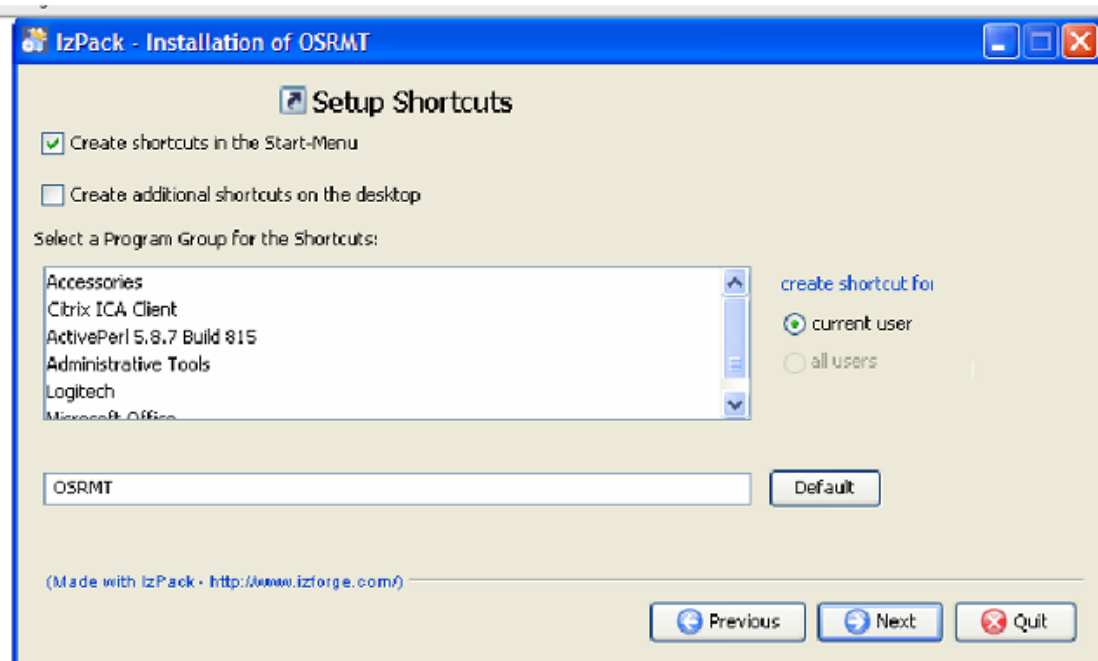 IzPack - Installation of OSRMT
Setup Shortcuts
Create shortcuts in the Start-Menu
Create additional shortcuts on the desktop
Select a Program Group for the Shortcuts:
Accessories
Citrix ICA Client
ActivePerl 5.8.7 Build 815
Administrative Tools
Logitech
Microsoft Office
create shortcut for
current user
all users
OSRMT
Default
(Made with IzPack - http://www.izforge.com/)
Previous
Next
Quit